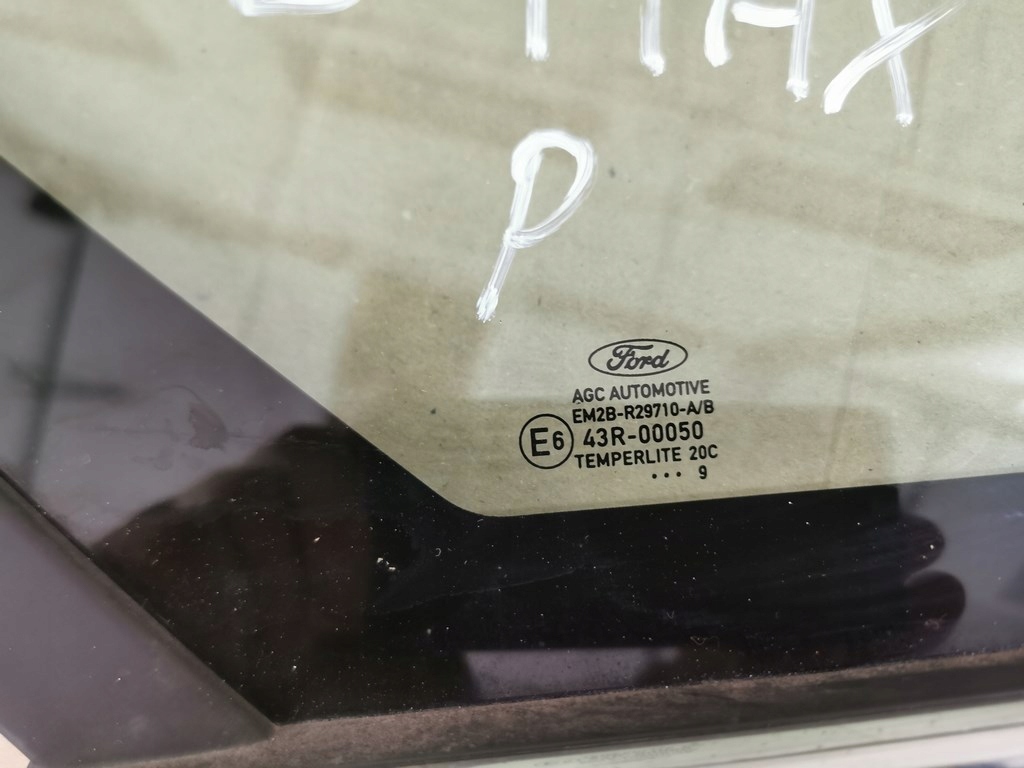 MAX
P
Ford
AGC AUTOMOTIVE
EM2B-R29710-A/B
E6 43R-00050
TEMPERLITE 20C
... 9